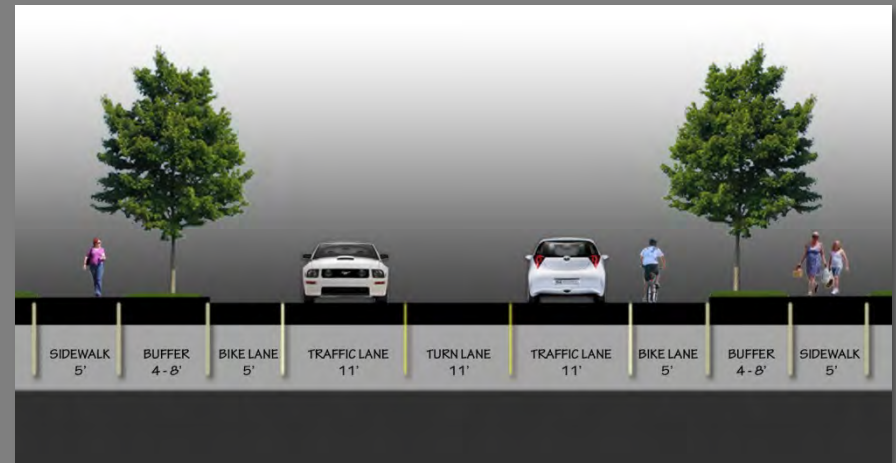 SIDEWALK
5'
BUFFER
4-8'
BIKE LANE
5'
TRAFFIC LANE
11'
TURN LANE
11'
TRAFFIC LANE
11'
BIKE LANE
5'
BUFFER
4-8'
SIDEWALK
5'